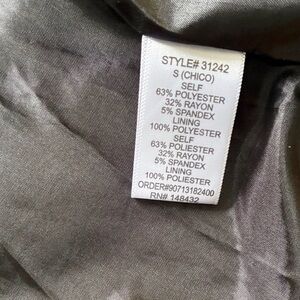 STYLE# 31242
S (CHICO)
SELF
63% POLYESTER
32% RAYON
5% SPANDEX
LINING
100% POLYESTER
SELF
63% POLIESTER
32% RAYON
5% SPANDEX
LINING
100% POLIESTER
ORDER#90713182400
RN# 148432